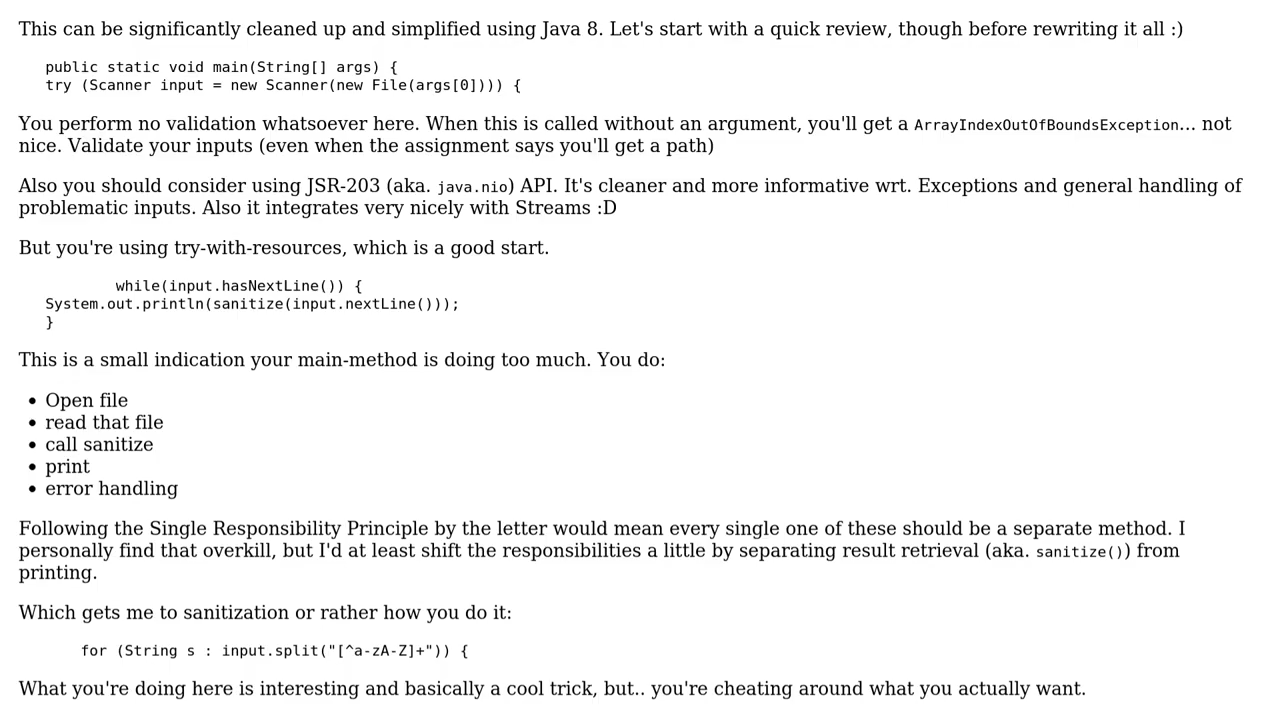 This can be significantly cleaned up and simplified using Java 8. Let's start with a quick review, though before rewriting it all :)
public static void main(String[] args) {
try (Scanner input = new Scanner(new File(args[0]))) {
You perform no validation whatsoever here. When this is called without an argument, you'll get a ArrayIndexOutOfBoundsException... not
nice. Validate your inputs (even when the assignment says you'll get a path)
Also you should consider using JSR-203 (aka. java.nio) API. It's cleaner and more informative wrt. Exceptions and general handling of
problematic inputs. Also it integrates very nicely with Streams :D
But you're using try-with-resources, which is a good start.
while(input.hasNextLine()) {
System.out.println(sanitize(input.nextLine()));
}
This is a small indication your main-method is doing too much. You do:
• Open file
• read that file
• call sanitize
• print
• error handling
Following the Single Responsibility Principle by the letter would mean every single one of these should be a separate method. I
personally find that overkill, but I'd at least shift the responsibilities a little by separating result retrieval (aka. sanitize()) from
printing.
Which gets me to sanitization or rather how you do it:
for (String s : input.split("[^a-zA-Z]+")) {
What you're doing here is interesting and basically a cool trick, but.. you're cheating around what you actually want.